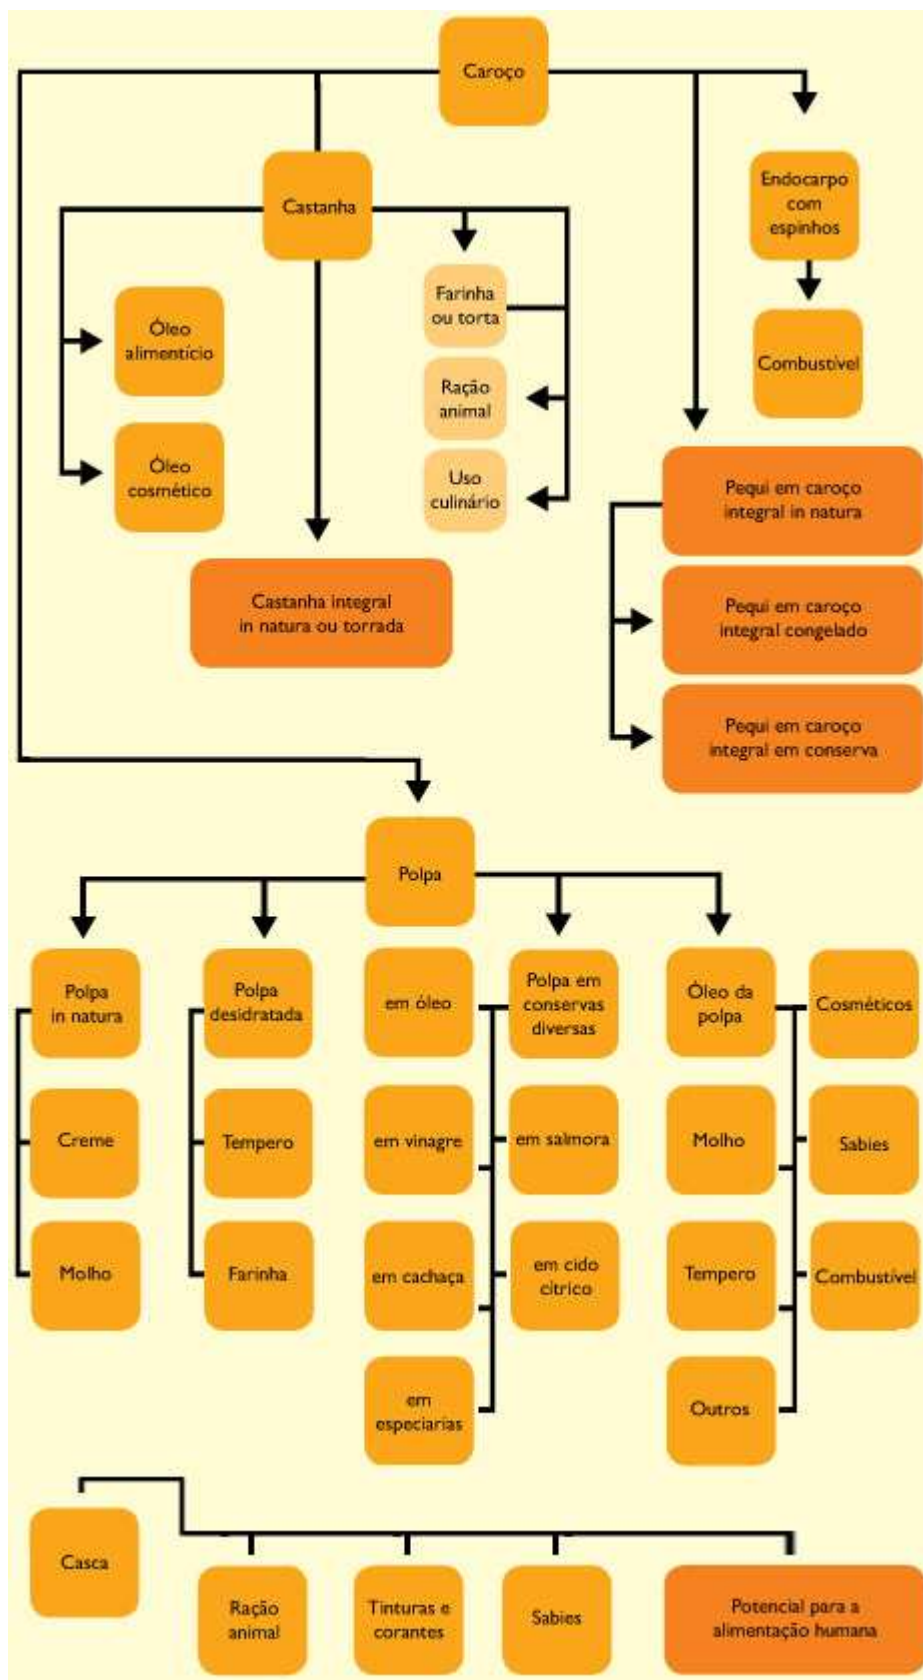 Caroço
Castanha
Endocarpo
com
espinhos
Óleo
alimentício
Farinha
ou torta
Combustível
Ração
animal
Óleo
cosmético
Uso
culinário
Pequi em caroço
integral in natura
Castanha integral
in natura ou torrada
Pequi em caroço
integral congelado
Pequi em caroço
integral em conserva
Polpa
Polpa
in natura
Polpa
desidratada
em óleo
Polpa em
conservas
diversas
Óleo da
polpa
Cosméticos
Creme
Tempero
em vinagre
em salmora
Molho
Sabies
Molho
Farinha
em cachaça
em cido
cítrico
Tempero
Combustível
em
especiarias
Outros
Casca
Ração
animal
Tinturas e
corantes
Sabies
Potencial para a
alimentação humana